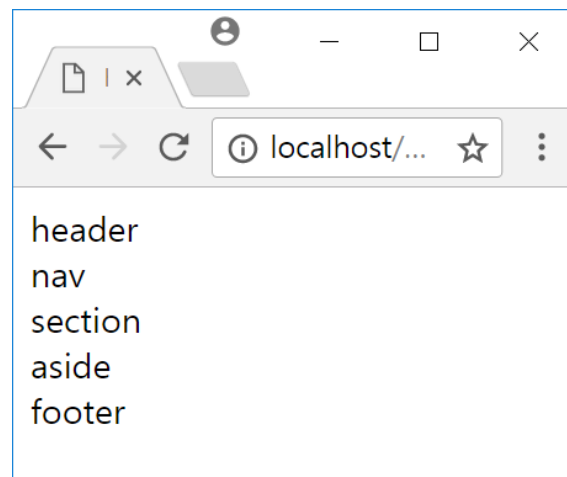 localhost/...
header
nav
section
aside
footer